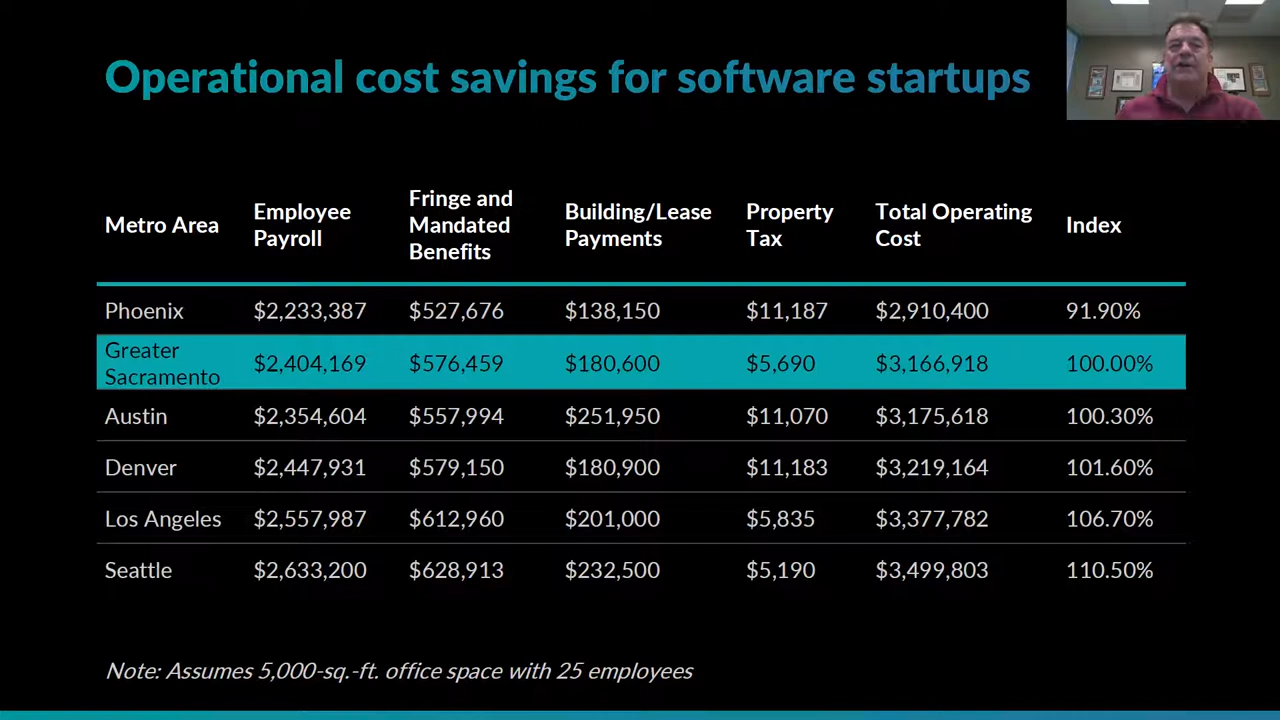 Operational cost savings for software startups
Metro Area Employee Payroll Fringe and Mandated Benefits Building/Lease Payments Property Tax Total Operating Cost Index
Phoenix $2,233,387 $527,676 $138,150 $11,187 $2,910,400 91.90%
Greater Sacramento $2,404,169 $576,459 $180,600 $5,690 $3,166,918 100.00%
Austin $2,354,604 $557,994 $251,950 $11,070 $3,175,618 100.30%
Denver $2,447,931 $579,150 $180,900 $11,183 $3,219,164 101.60%
Los Angeles $2,557,987 $612,960 $201,000 $5,835 $3,377,782 106.70%
Seattle $2,633,200 $628,913 $232,500 $5,190 $3,499,803 110.50%
Note: Assumes 5,000-sq.-ft. office space with 25 employees